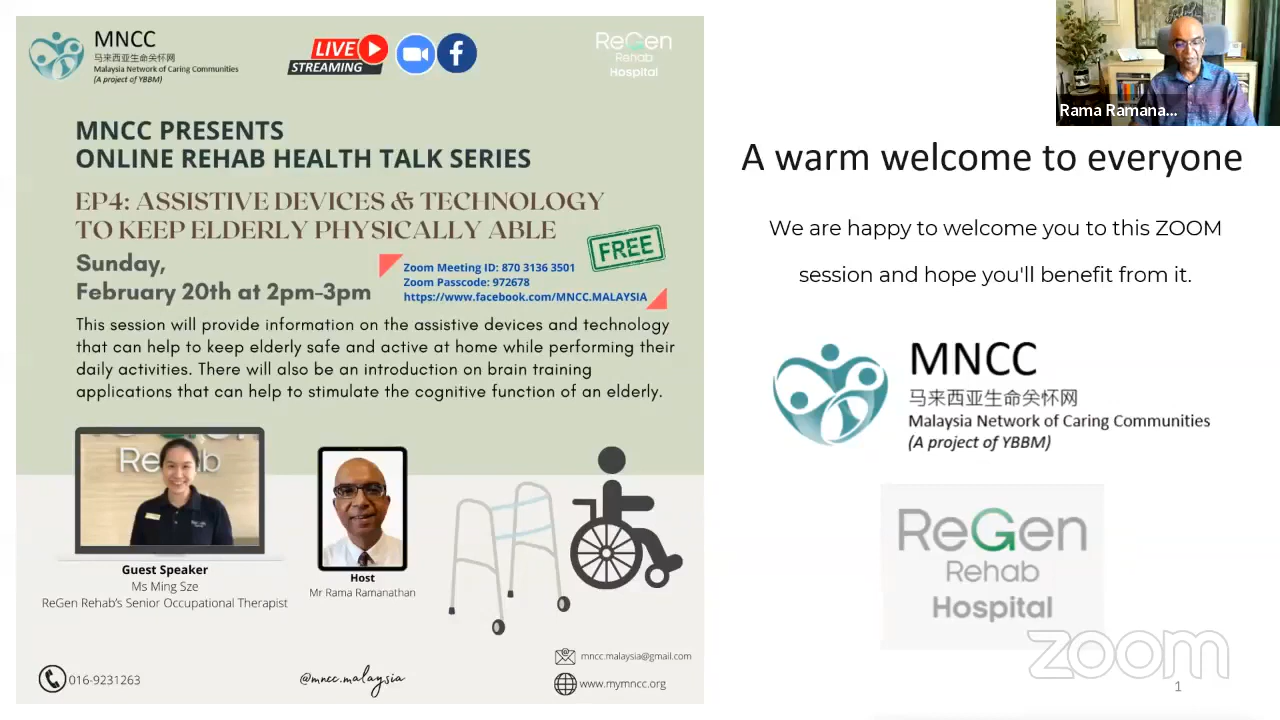 MNCC
马来西亚生命关怀网
Malaysia Network of Caring Communities
(A project of YBBM)
LIVE
STREAMING
ReGen
Rehab
Hospital
MNCC PRESENTS
ONLINE REHAB HEALTH TALK SERIES
EP4: ASSISTIVE DEVICES & TECHNOLOGY
TO KEEP ELDERLY PHYSICALLY ABLE
FREE
Sunday,
February 20th at 2pm-3pm
Zoom Meeting ID: 870 3136 3501
Zoom Passcode: 972678
https://www.facebook.com/MNCC.MALAYSIA
This session will provide information on the assistive devices and technology
that can help to keep elderly safe and active at home while performing their
daily activities. There will also be an introduction on brain training
applications that can help to stimulate the cognitive function of an elderly.
Guest Speaker
Ms Ming Sze
ReGen Rehab's Senior Occupational Therapist
Host
Mr Rama Ramanathan
016-9231263
@mncc.malaysia
mncc.malaysia@gmail.com
www.mymncc.org
Rama Ramana...
A warm welcome to everyone
We are happy to welcome you to this ZOOM
session and hope you'll benefit from it.
MNCC
马来西亚生命关怀网
Malaysia Network of Caring Communities
(A project of YBBM)
ReGen
Rehab
Hospital
zoom
1